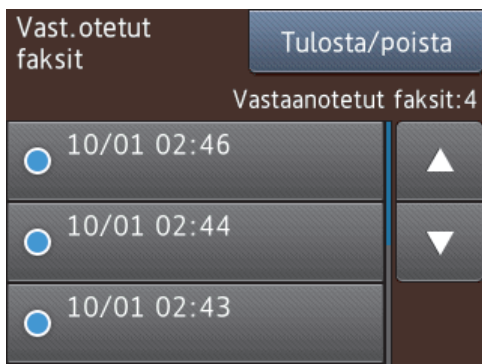 Vast.otetut
faksit
Tulosta/poista
Vastaanotetut faksit:4
10/01 02:46
10/01 02:44
10/01 02:43